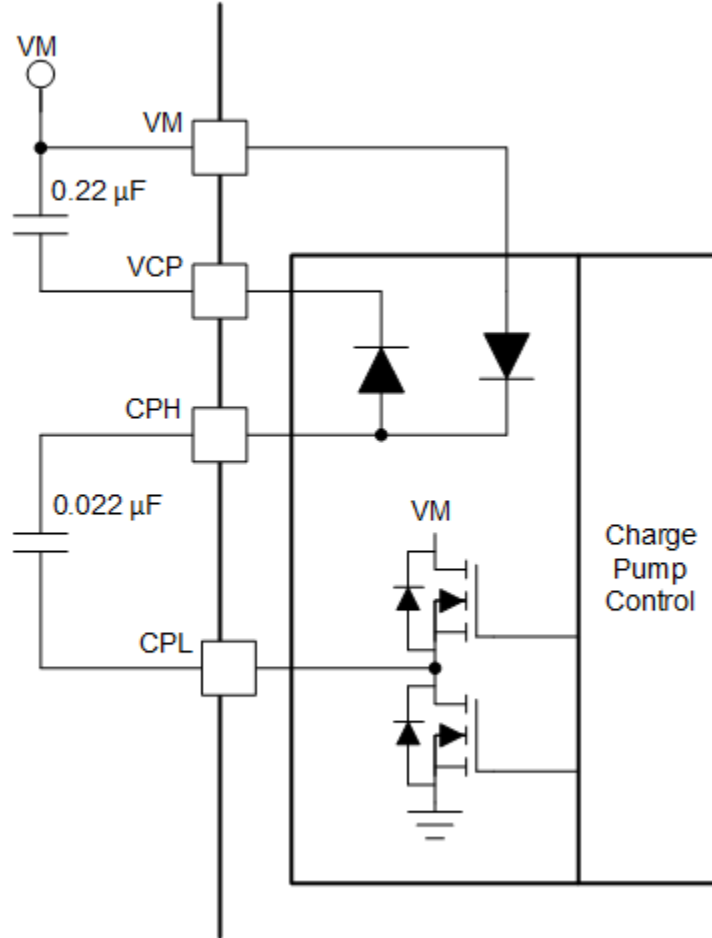 VM
VM
0.22 µF
VCP
CPH
0.022 µF
VM
Charge
Pump
Control
CPL